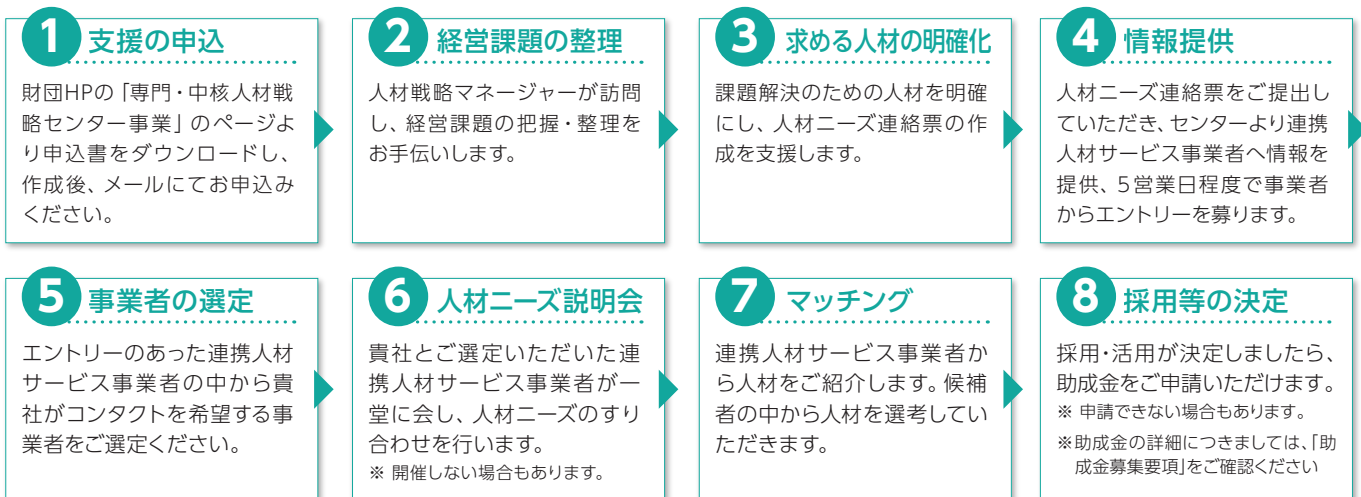 1 支援の申込
財団HPの「専門・中核人材戦
略センター事業」のページよ
り申込書をダウンロードし、
作成後、メールにてお申込み
ください。
2 経営課題の整理
人材戦略マネージャーが訪問
し、経営課題の把握・整理を
お手伝いします。
3 求める人材の明確化
課題解決のための人材を明確
にし、人材ニーズ連絡票の作
成を支援します。
4 情報提供
人材ニーズ連絡票をご提出し
ていただき、センターより連携
人材サービス事業者へ情報を
提供、5営業日程度で事業者
からエントリーを募ります。
5 事業者の選定
エントリーのあった連携人材
サービス事業者の中から貴
社がコンタクトを希望する事
業者をご選定ください。
6 人材ニーズ説明会
貴社とご選定いただいた連
携人材サービス事業者が一
堂に会し、人材ニーズのすり
合わせを行います。
※ 開催しない場合もあります。
7 マッチング
連携人材サービス事業者か
ら人材をご紹介します。候補
者の中から人材を選考してい
ただきます。
8 採用等の決定
採用・活用が決定しましたら、
助成金をご申請いただけます。
※ 申請できない場合もあります。
※助成金の詳細につきましては、「助
成金募集要項」をご確認ください